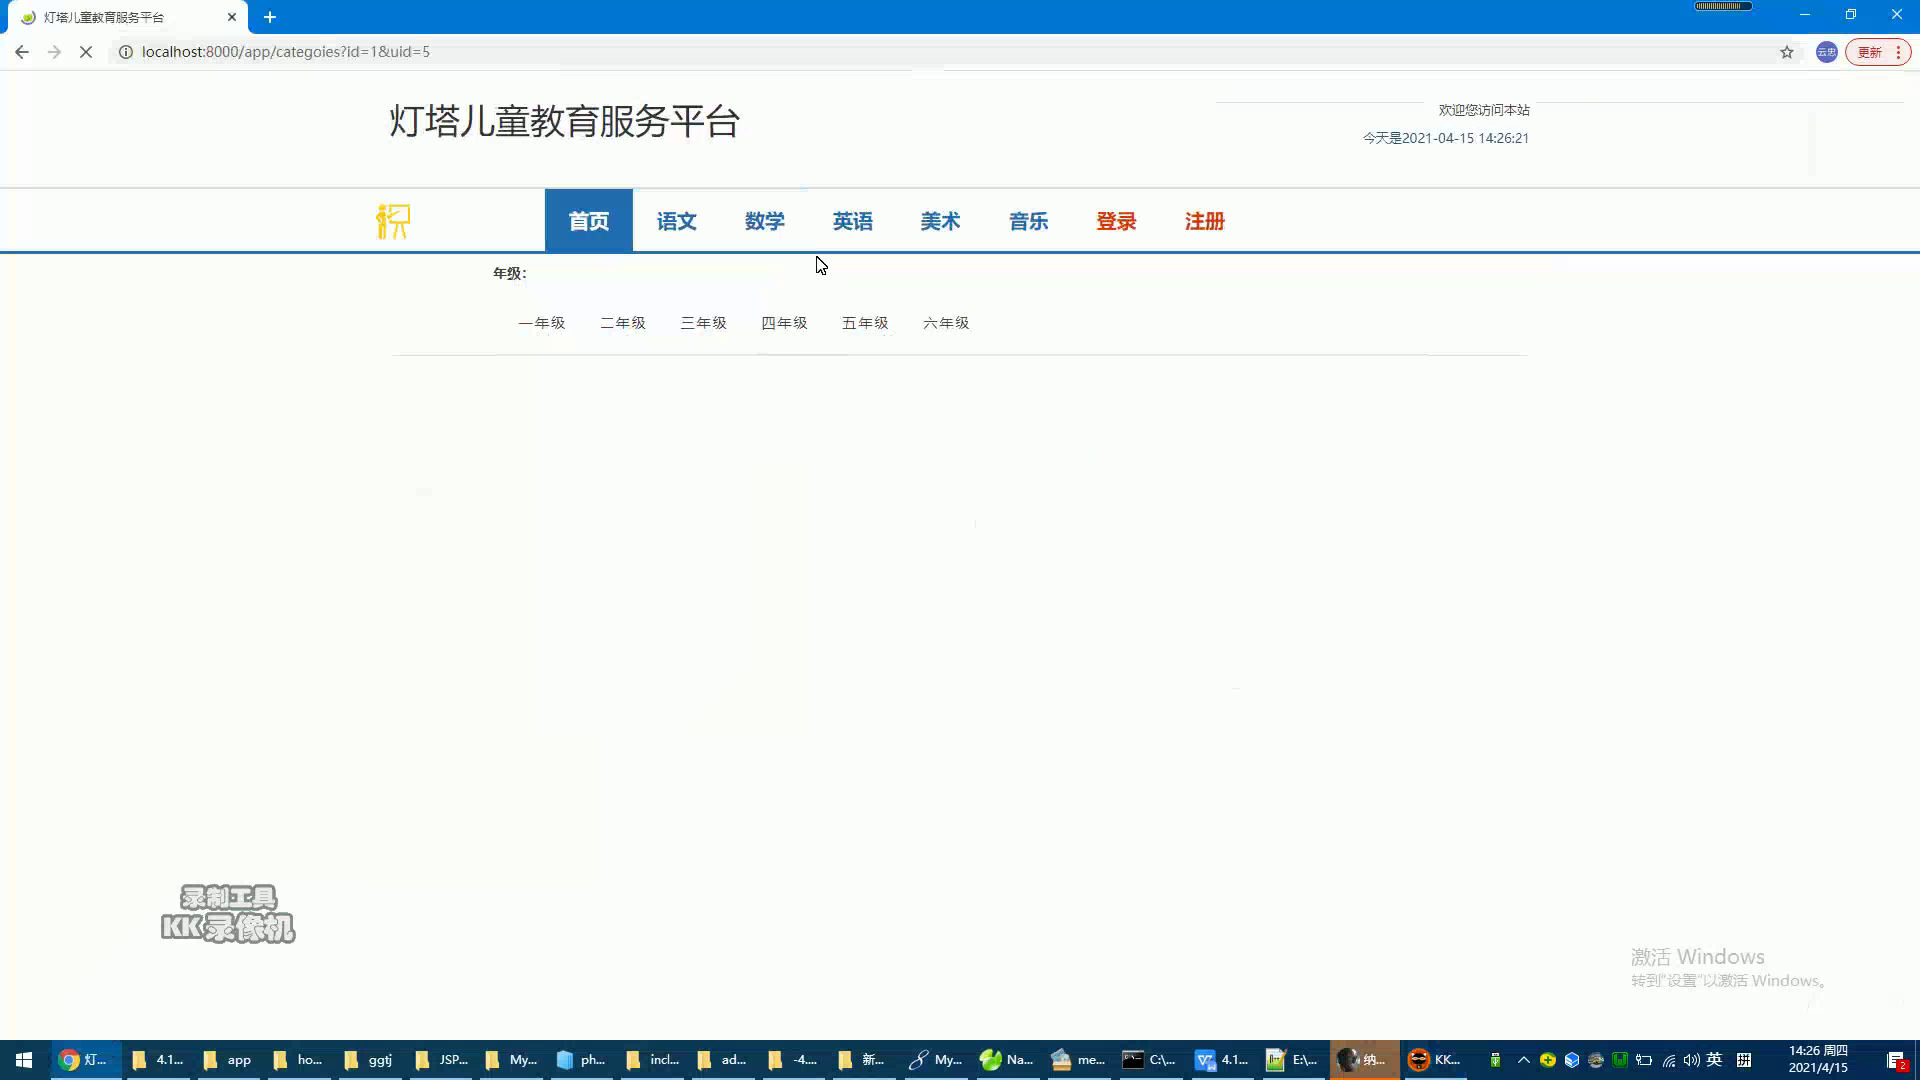 灯塔儿童教育服务平台
localhost:8000/app/categoies?id=1&uid=5
云忠
更新
灯塔儿童教育服务平台
欢迎您访问本站
今天是2021-04-15 14:26:21
首页 语文 数学 英语 美术 音乐 登录 注册
年级：
一年级 二年级 三年级 四年级 五年级 六年级
录制工具
KK录像机
激活 Windows
转到"设置"以激活 Windows。
灯... 4.1... app ho... ggtj JSP... My... ph... incl... ad... -4.... 新... My... Na... me... C:\... 4.1... E:\... 纳... KK... 英 拼
14:26 周四
2021/4/15
2